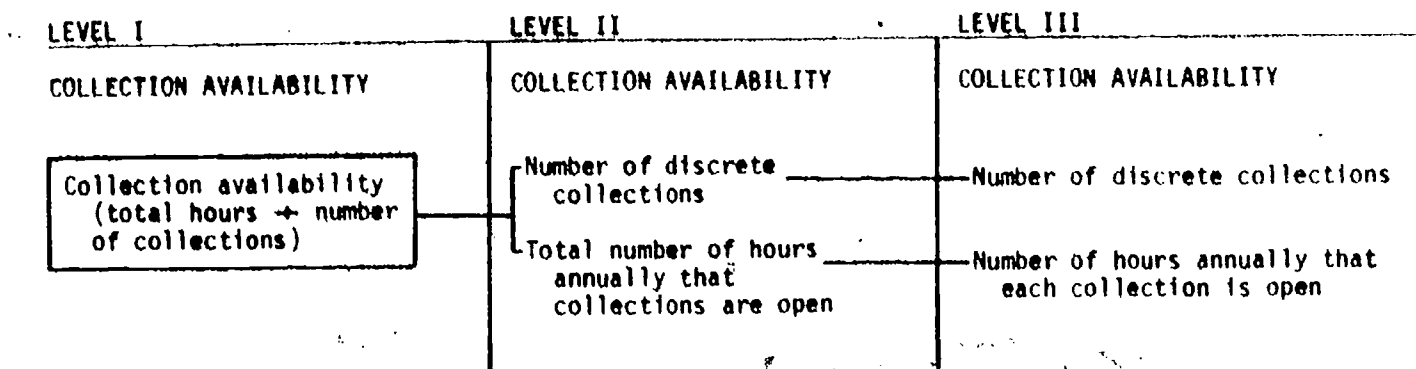 LEVEL I
LEVEL II
LEVEL III
COLLECTION AVAILABILITY
COLLECTION AVAILABILITY
COLLECTION AVAILABILITY
Collection availability
(total hours ÷ number
of collections)
Number of discrete
collections
Total number of hours
annually that
collections are open
Number of discrete collections
Number of hours annually that
each collection is open